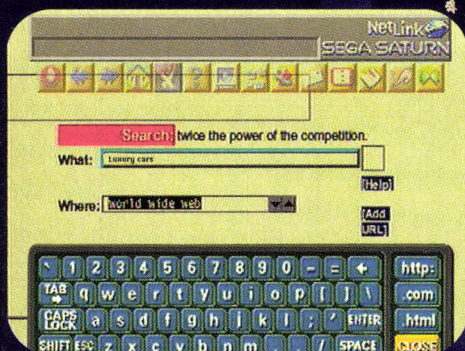 NetLink
SEGA SATURN
Search: twice the power of the competition.
What: Luxury cars
[Help]
Where: world wide web
[Add
URL]
` 1 2 3 4 5 6 7 8 9 0 - = ← http:
TAB q w e r t y u i o p [ ] \ .com
CAPS LOCK a s d f g h j k l ; ' ENTER .html
SHIFT ESC z x c v b n m , . / SPACE CLOSE